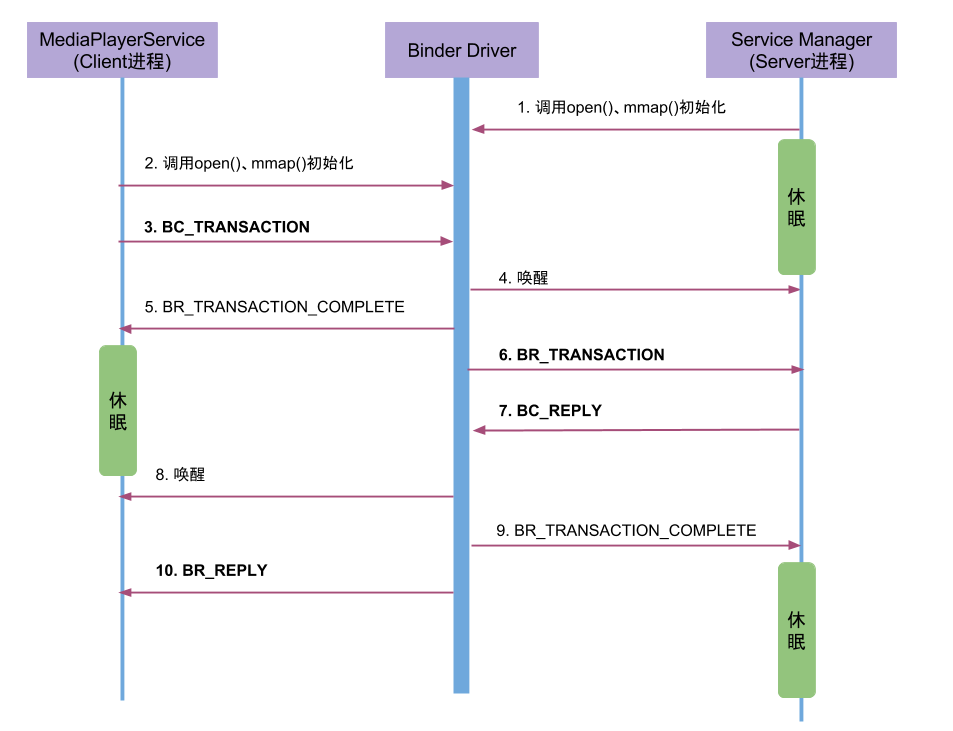 MediaPlayerService
(Client进程)
Binder Driver
Service Manager
(Server进程)
1. 调用open()、mmap()初始化
休
眠
2. 调用open()、mmap()初始化
3. BC_TRANSACTION
4. 唤醒
5. BR_TRANSACTION_COMPLETE
6. BR_TRANSACTION
休
眠
7. BC_REPLY
8. 唤醒
9. BR_TRANSACTION_COMPLETE
10. BR_REPLY
休
眠